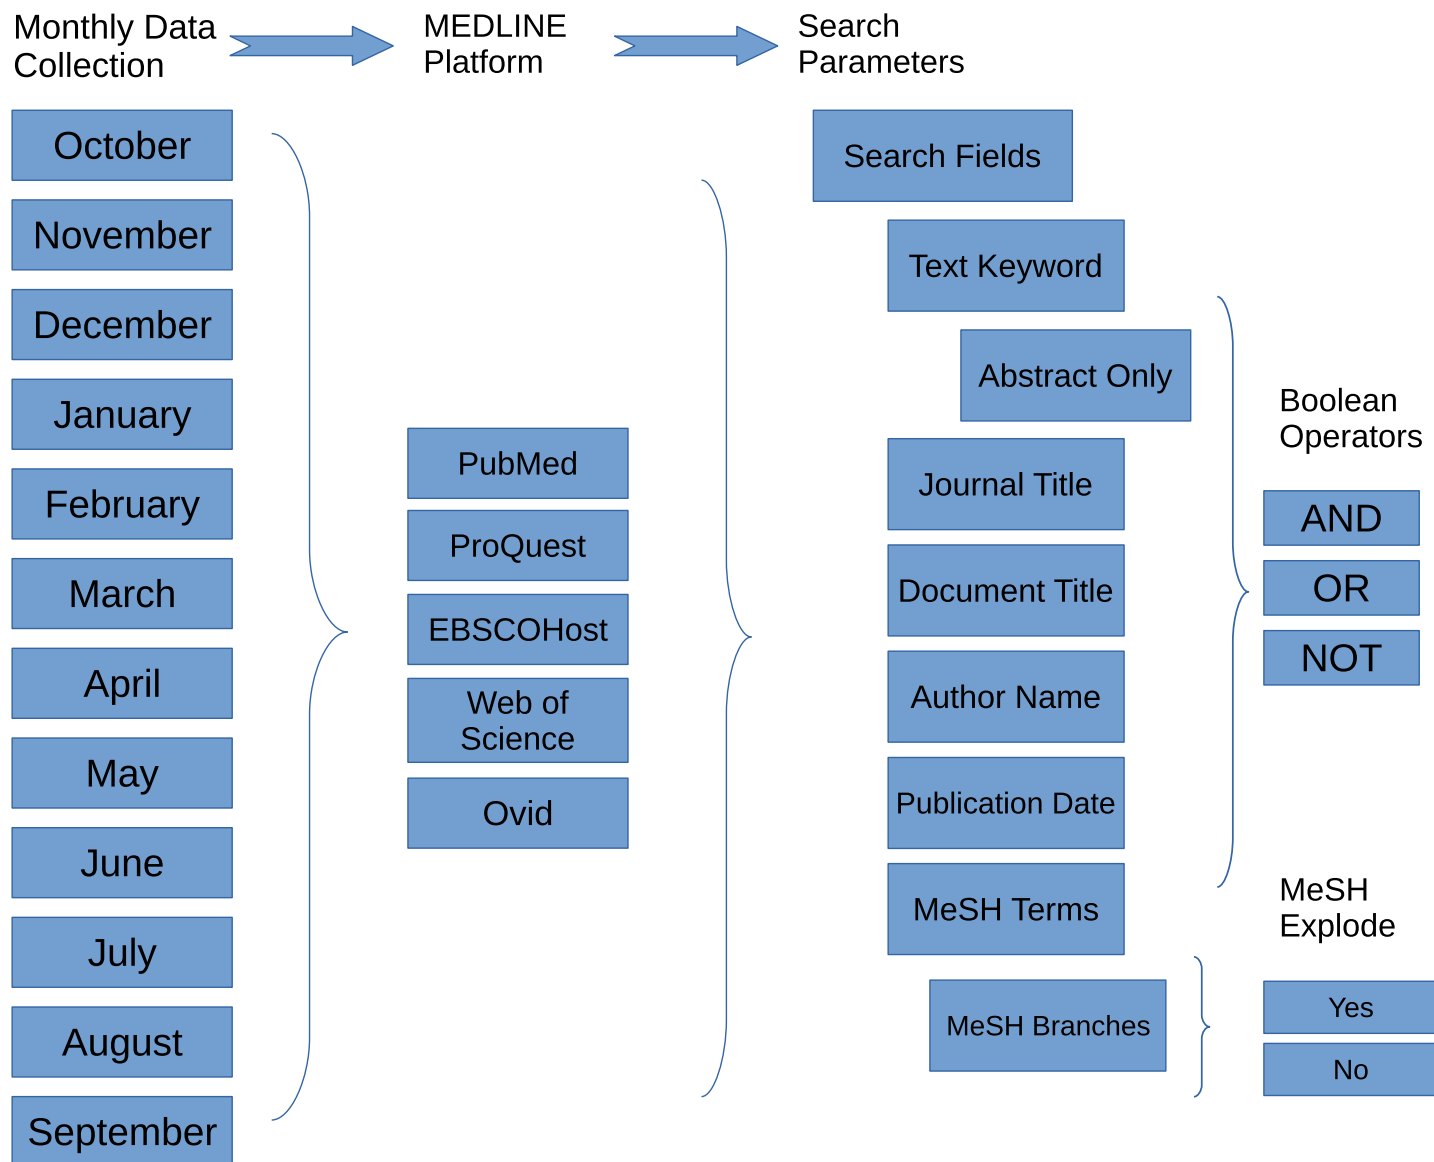 Monthly Data
Collection
MEDLINE
Platform
Search
Parameters
October
November
December
January
February
March
April
May
June
July
August
September
PubMed
ProQuest
EBSCOHost
Web of
Science
Ovid
Search Fields
Text Keyword
Abstract Only
Journal Title
Document Title
Author Name
Publication Date
MeSH Terms
MeSH Branches
Boolean
Operators
AND
OR
NOT
MeSH
Explode
Yes
No